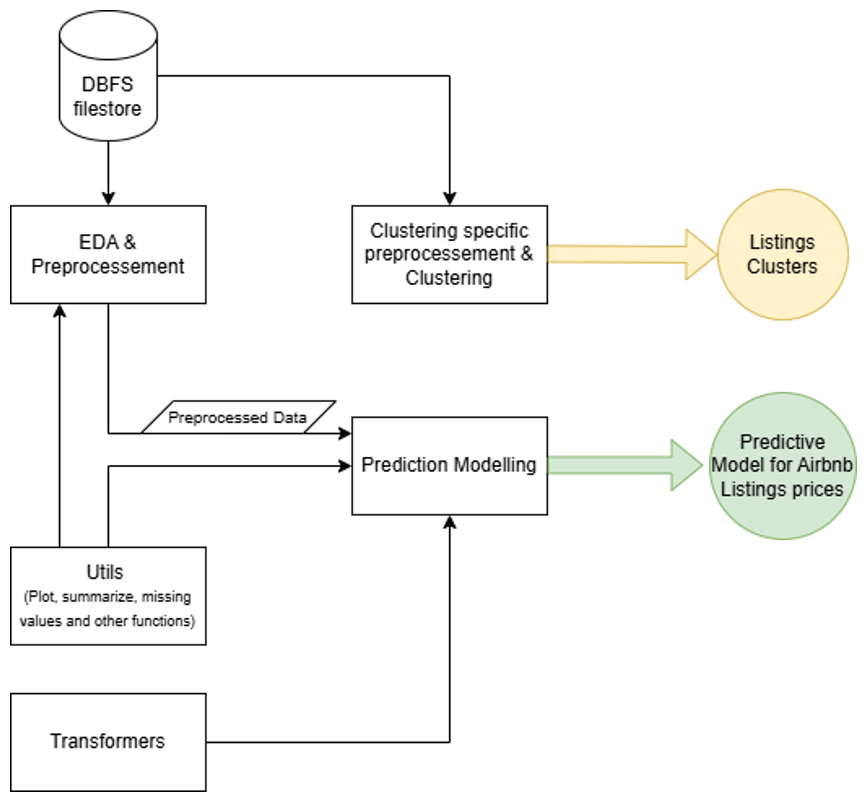 DBFS
filestore
EDA &
Preprocessement
Clustering specific
preprocessement &
Clustering
Listings
Clusters
Preprocessed Data
Prediction Modelling
Predictive
Model for Airbnb
Listings prices
Utils
(Plot, summarize, missing
values and other functions)
Transformers